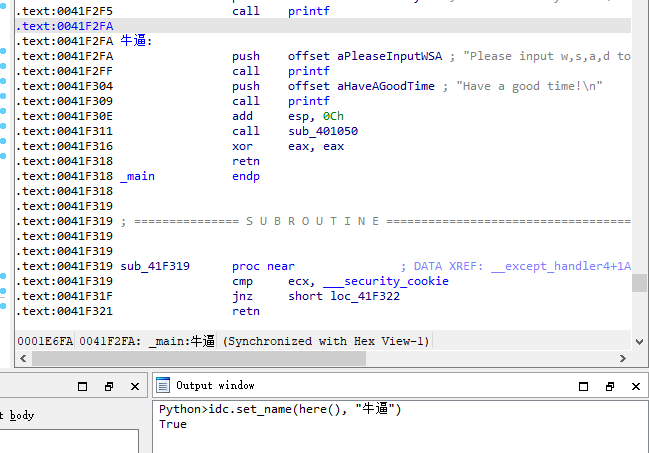 .text:0041F2F5 call printf
.text:0041F2FA
.text:0041F2FA 牛逼:
.text:0041F2FA push offset aPleaseInputWSA ; "Please input w,s,a,d to
.text:0041F2FF call printf
.text:0041F304 push offset aHaveAGoodTime ; "Have a good time!\n"
.text:0041F309 call printf
.text:0041F30E add esp, 0Ch
.text:0041F311 call sub_401050
.text:0041F316 xor eax, eax
.text:0041F318 retn
.text:0041F318 _main endp
.text:0041F318
.text:0041F319
.text:0041F319 ; =============== S U B R O U T I N E =====================================
.text:0041F319
.text:0041F319
.text:0041F319 sub_41F319 proc near ; DATA XREF: __except_handler4+1A
.text:0041F319 cmp ecx, ___security_cookie
.text:0041F31F jnz short loc_41F322
.text:0041F321 retn
0001E6FA 0041F2FA: _main:牛逼 (Synchronized with Hex View-1)
Output window
t body
Python>idc.set_name(here(), "牛逼")
True